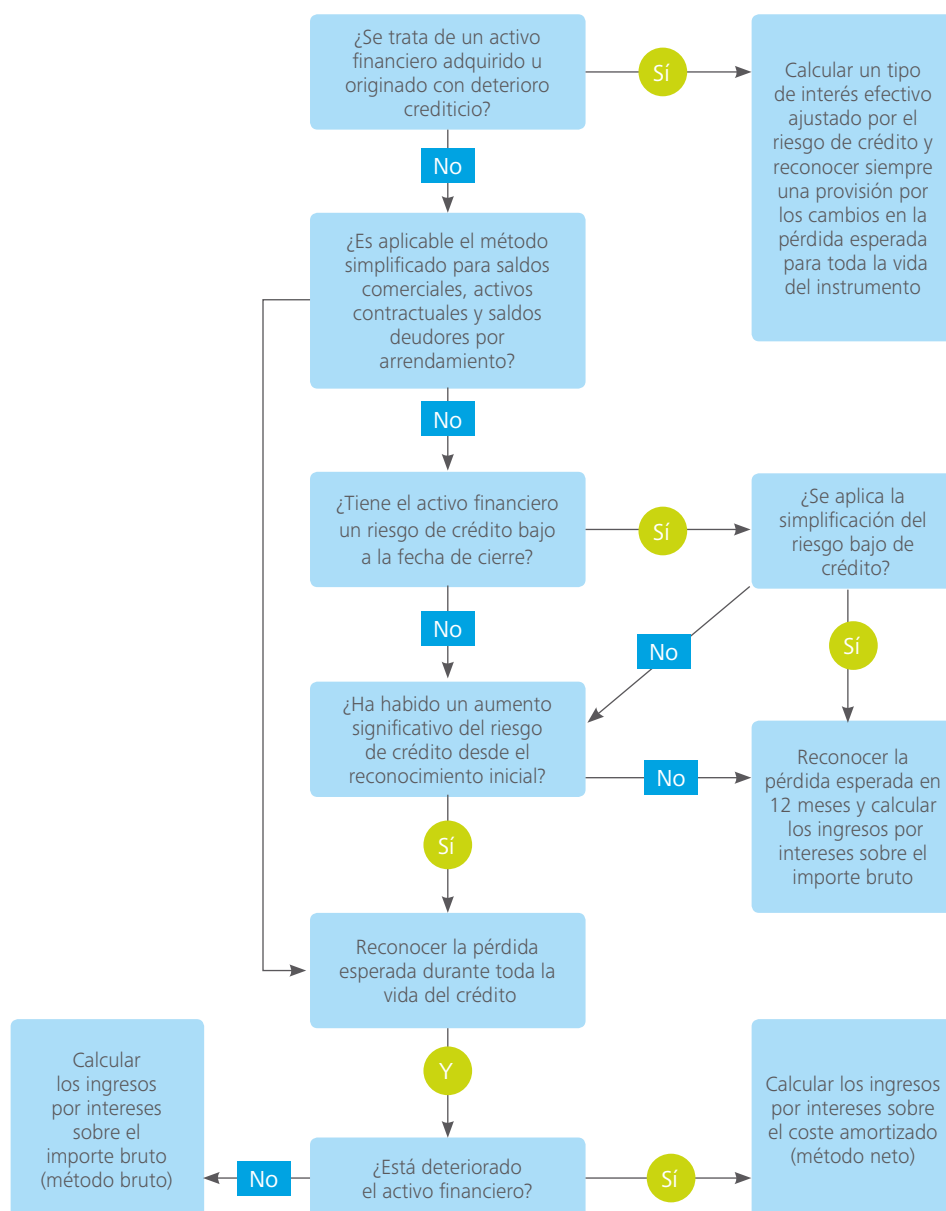 ¿Se trata de un activo
financiero adquirido u
originado con deterioro
crediticio?
Sí
Calcular un tipo
de interés efectivo
ajustado por el
riesgo de crédito y
reconocer siempre
una provisión por
los cambios en la
pérdida esperada
para toda la vida
del instrumento
No
¿Es aplicable el método
simplificado para saldos
comerciales, activos
contractuales y saldos
deudores por
arrendamiento?
No
¿Tiene el activo financiero
un riesgo de crédito bajo
a la fecha de cierre?
Sí
¿Se aplica la
simplificación del
riesgo bajo de
crédito?
No
No
Sí
¿Ha habido un aumento
significativo del riesgo
de crédito desde el
reconocimiento inicial?
No
Reconocer la
pérdida esperada en
12 meses y calcular
los ingresos por
intereses sobre el
importe bruto
Sí
Reconocer la pérdida
esperada durante toda la
vida del crédito
Y
Calcular
los ingresos
por intereses
sobre el
importe bruto
(método bruto)
No
¿Está deteriorado
el activo financiero?
Sí
Calcular los ingresos
por intereses sobre
el coste amortizado
(método neto)